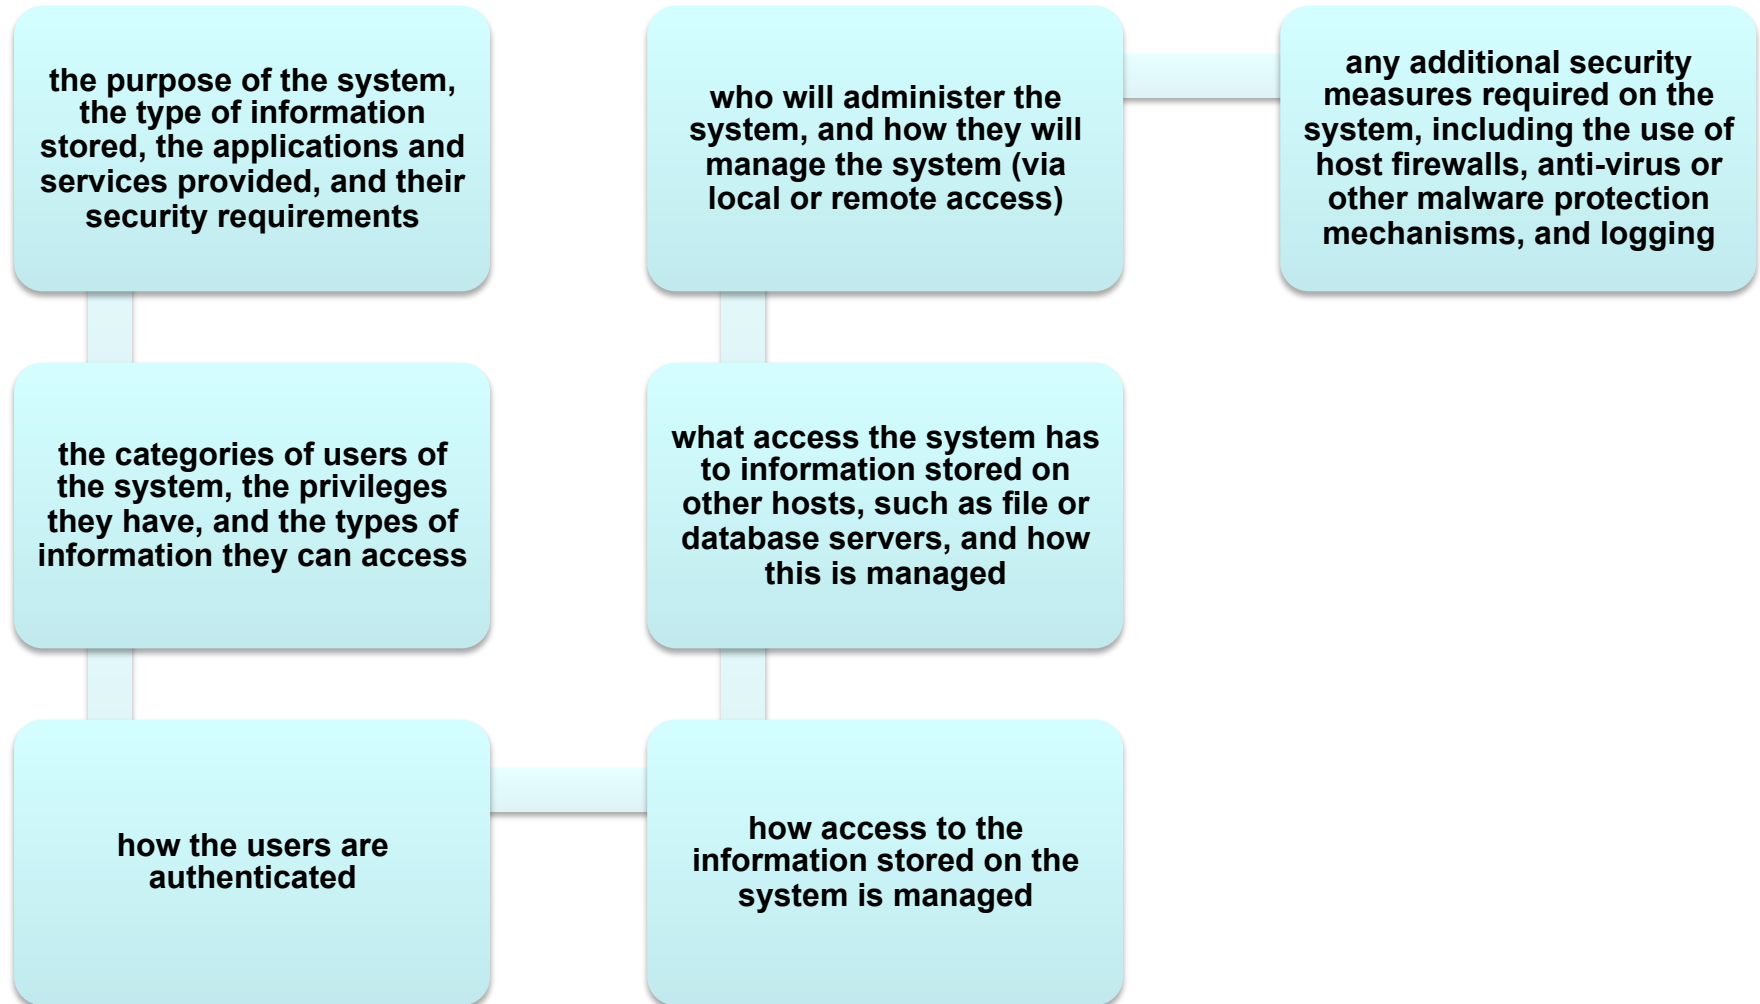 the purpose of the system,
the type of information
stored, the applications and
services provided, and their
security requirements
the categories of users of
the system, the privileges
they have, and the types of
information they can access
how the users are
authenticated
how access to the
information stored on the
system is managed
what access the system has
to information stored on
other hosts, such as file or
database servers, and how
this is managed
who will administer the
system, and how they will
manage the system (via
local or remote access)
any additional security
measures required on the
system, including the use of
host firewalls, anti-virus or
other malware protection
mechanisms, and logging